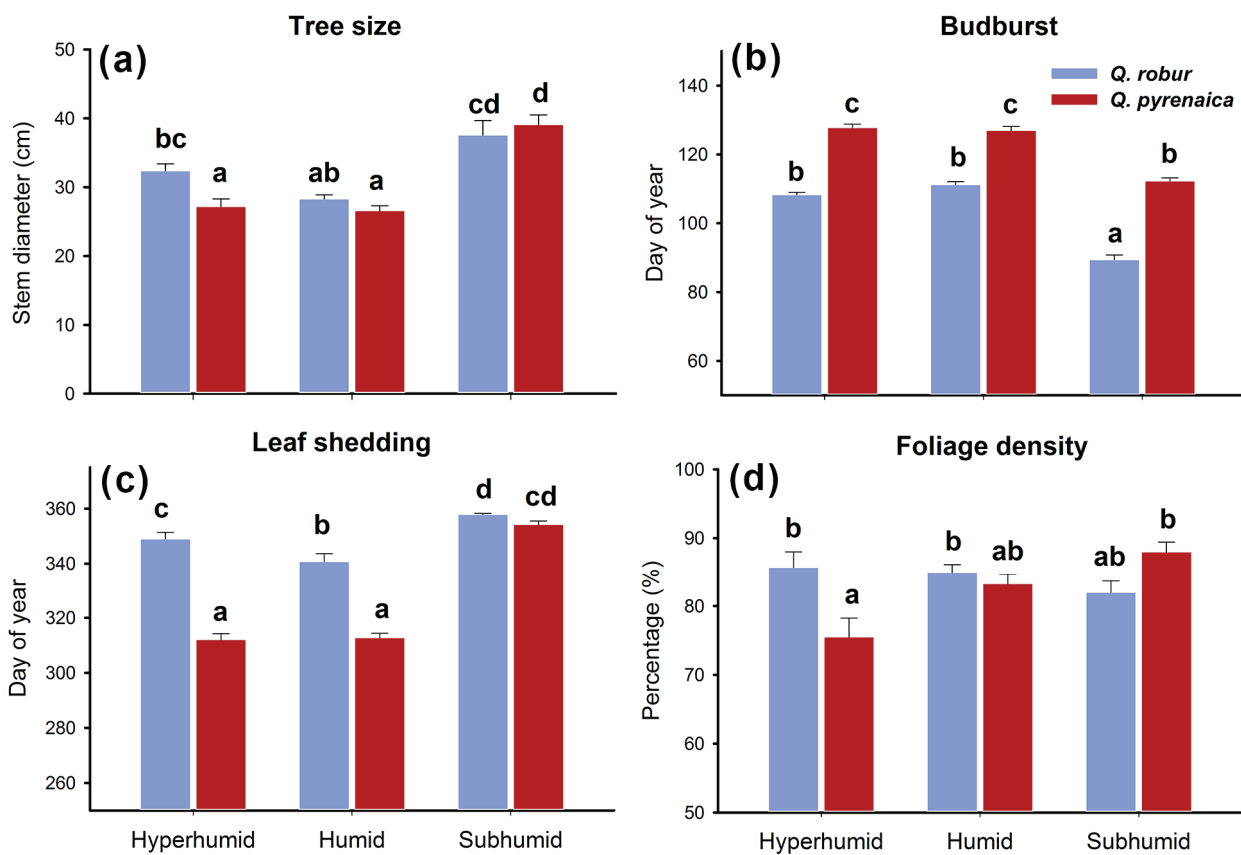 Tree size
(a)
Stem diameter (cm)
50
40
30
20
10
0
bc
a
ab
a
cd
d
Budburst
(b)
Q. robur
Q. pyrenaica
Day of year
140
120
100
80
60
b
c
b
c
a
b
Leaf shedding
(c)
Day of year
360
340
320
300
280
260
c
a
b
a
d
cd
Hyperhumid Humid Subhumid
Foliage density
(d)
Percentage (%)
100
90
80
70
60
50
b
a
b
ab
ab
b
Hyperhumid Humid Subhumid